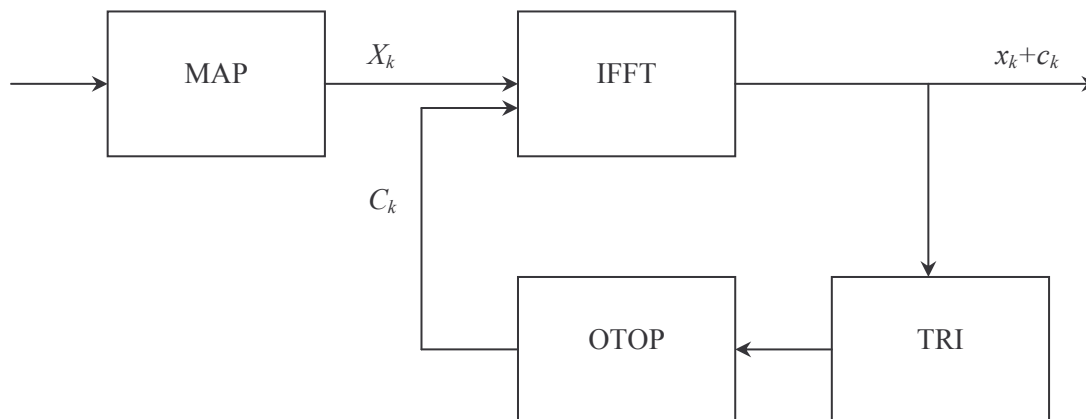 MAP
X_k
IFFT
x_k+c_k
C_k
OTOP
TRI